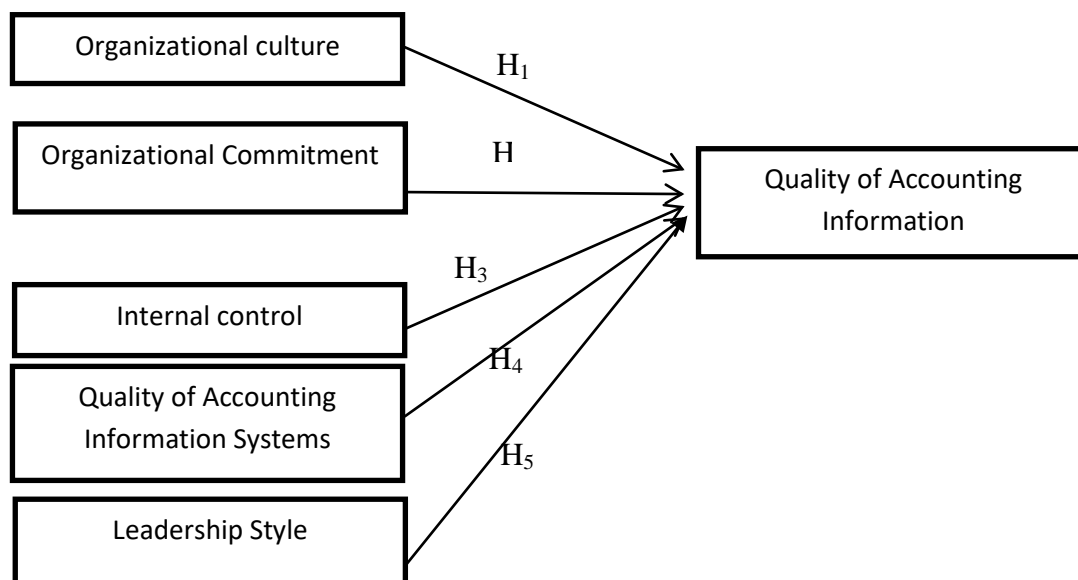 Organizational culture
H₁
Organizational Commitment
H
Quality of Accounting
Information
H₃
Internal control
H₄
Quality of Accounting
Information Systems
H₅
Leadership Style